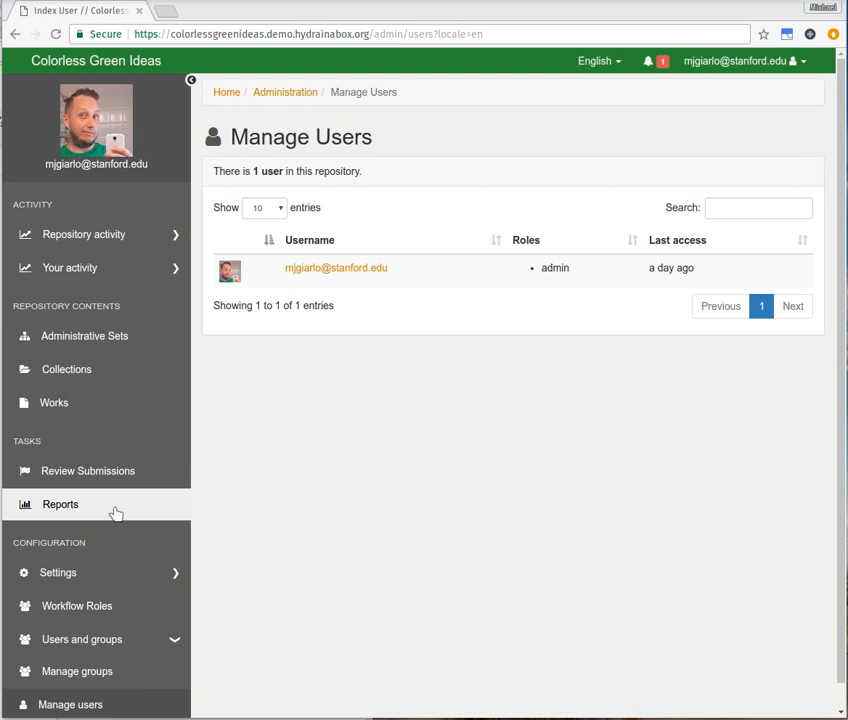 Index User // Colorless
Michael
Secure
https://colorlessgreenideas.demo.hydrainabox.org/admin/users?locale=en
Colorless Green Ideas
English
1
mjgiarlo@stanford.edu
mjgiarlo@stanford.edu
ACTIVITY
Repository activity
Your activity
REPOSITORY CONTENTS
Administrative Sets
Collections
Works
TASKS
Review Submissions
Reports
CONFIGURATION
Settings
Workflow Roles
Users and groups
Manage groups
Manage users
Home / Administration / Manage Users
Manage Users
There is 1 user in this repository.
Show 10 entries
Search:
Username Roles Last access
mjgiarlo@stanford.edu • admin a day ago
Showing 1 to 1 of 1 entries
Previous 1 Next